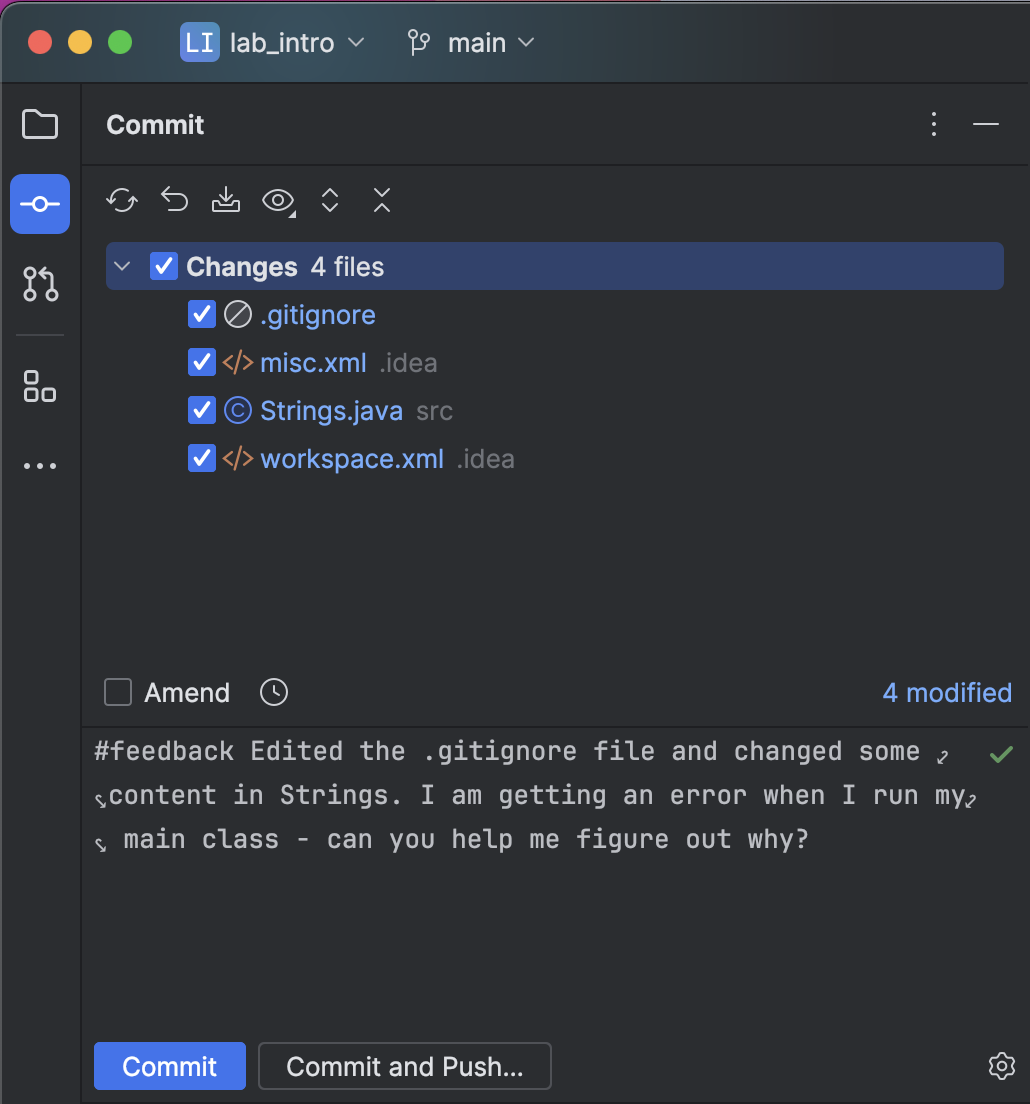 LI lab_intro main
Commit
Changes 4 files
.gitignore
</> misc.xml .idea
C Strings.java src
</> workspace.xml .idea
Amend 4 modified
#feedback Edited the .gitignore file and changed some
content in Strings. I am getting an error when I run my
main class - can you help me figure out why?
Commit Commit and Push...